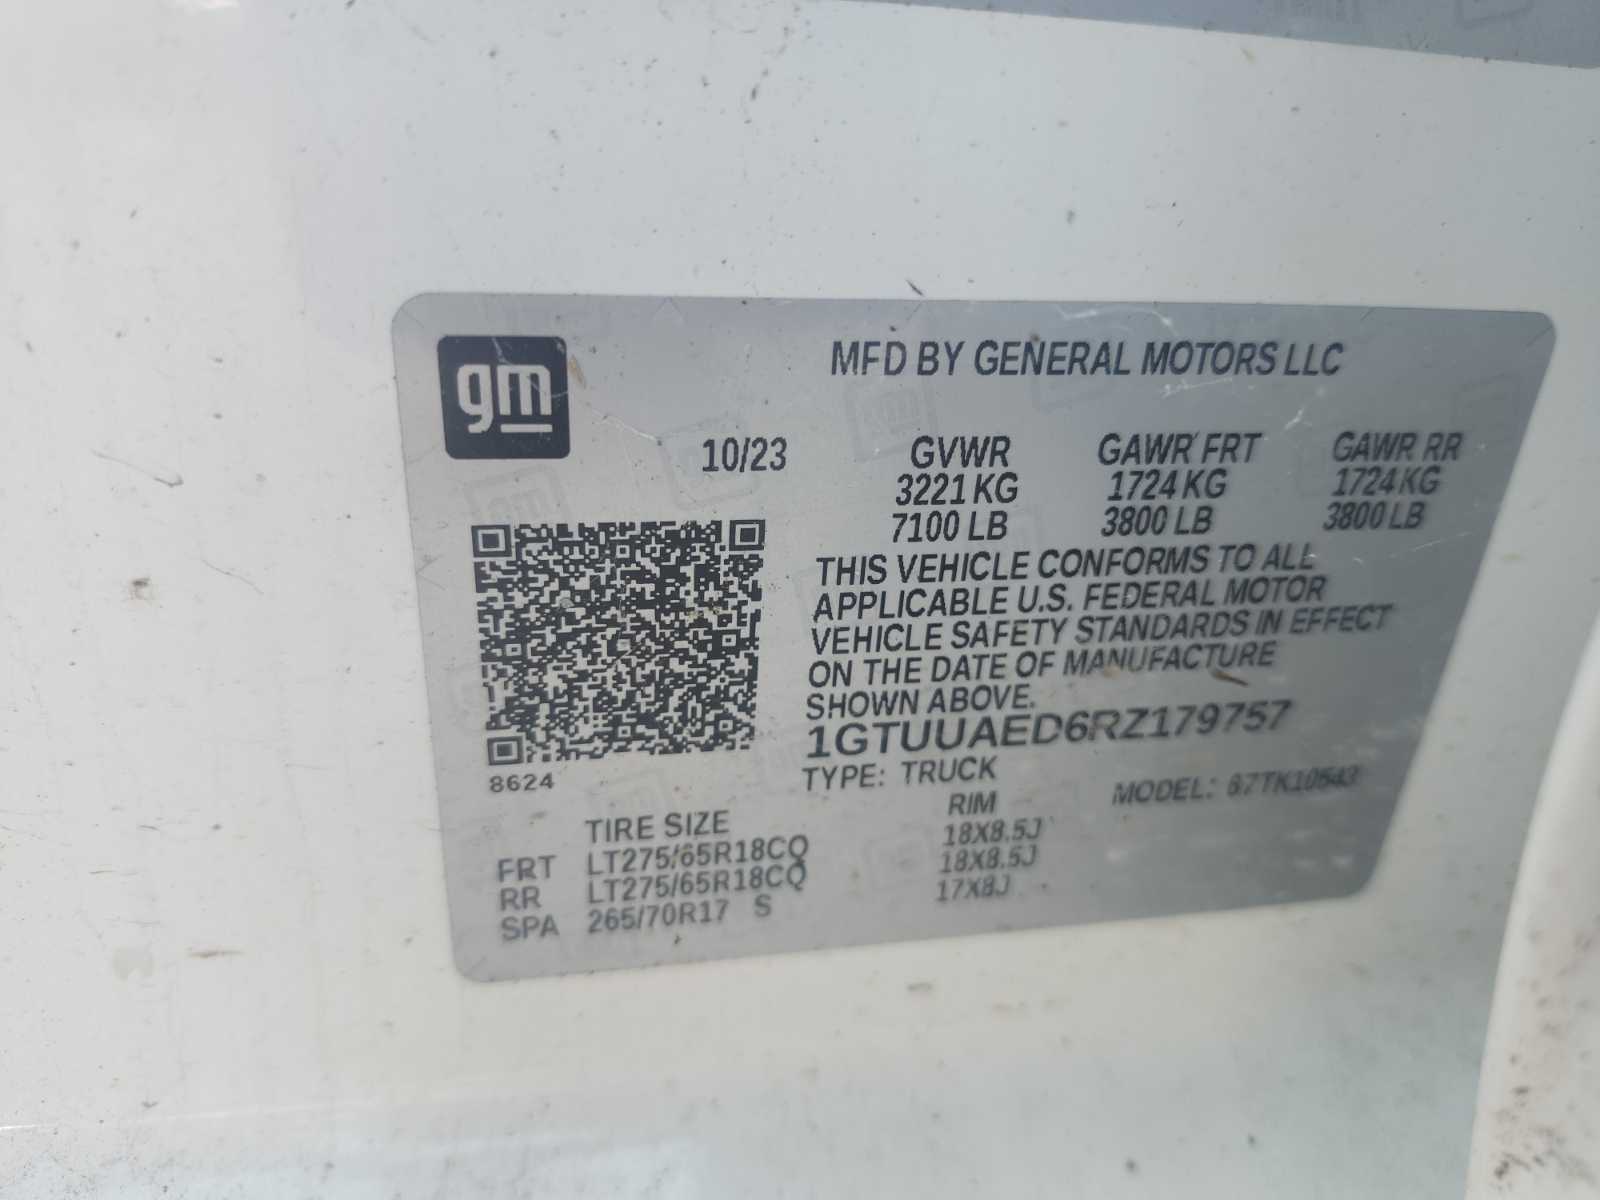 gm
MFD BY GENERAL MOTORS LLC
10/23 GVWR GAWR FRT GAWR RR
3221 KG 1724 KG 1724 KG
7100 LB 3800 LB 3800 LB
THIS VEHICLE CONFORMS TO ALL
APPLICABLE U.S. FEDERAL MOTOR
VEHICLE SAFETY STANDARDS IN EFFECT
ON THE DATE OF MANUFACTURE
SHOWN ABOVE.
1GTUUAED6RZ179757
8624
TYPE: TRUCK MODEL:
TIRE SIZE RIM
FRT LT275/65R18CQ 18X8.5J
RR LT275/65R18CQ 18X8.5J
SPA 265/70R17 S 17X8J